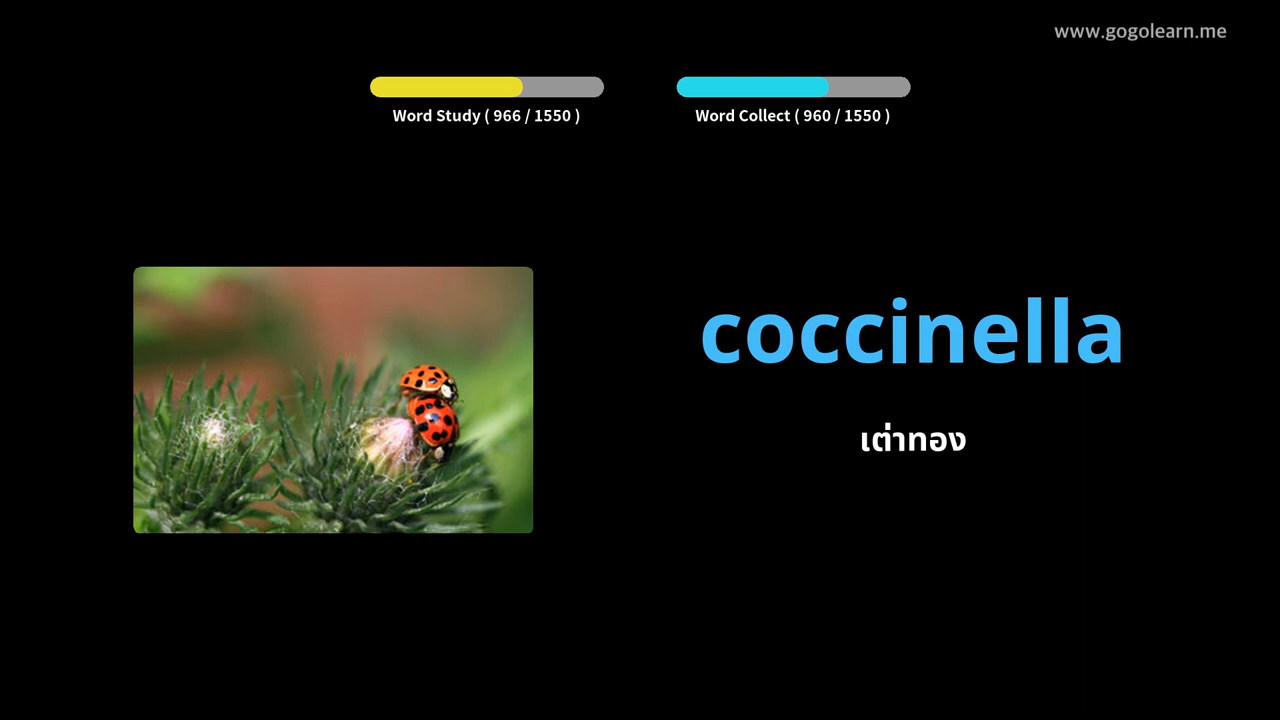 www.gogolearn.me
Word Study ( 966 / 1550 )
Word Collect ( 960 / 1550 )
coccinella
เต่าทอง